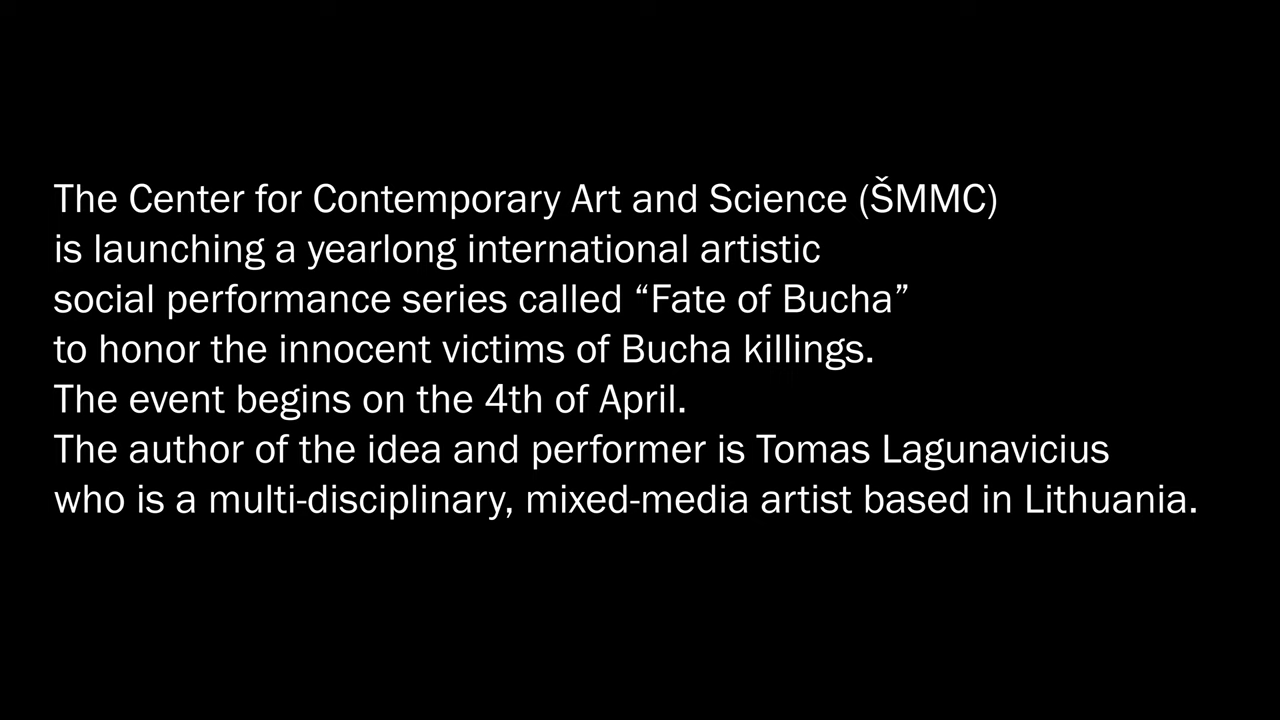 The Center for Contemporary Art and Science (ŠMMC)
is launching a yearlong international artistic
social performance series called “Fate of Bucha”
to honor the innocent victims of Bucha killings.
The event begins on the 4th of April.
The author of the idea and performer is Tomas Lagunavicius
who is a multi-disciplinary, mixed-media artist based in Lithuania.